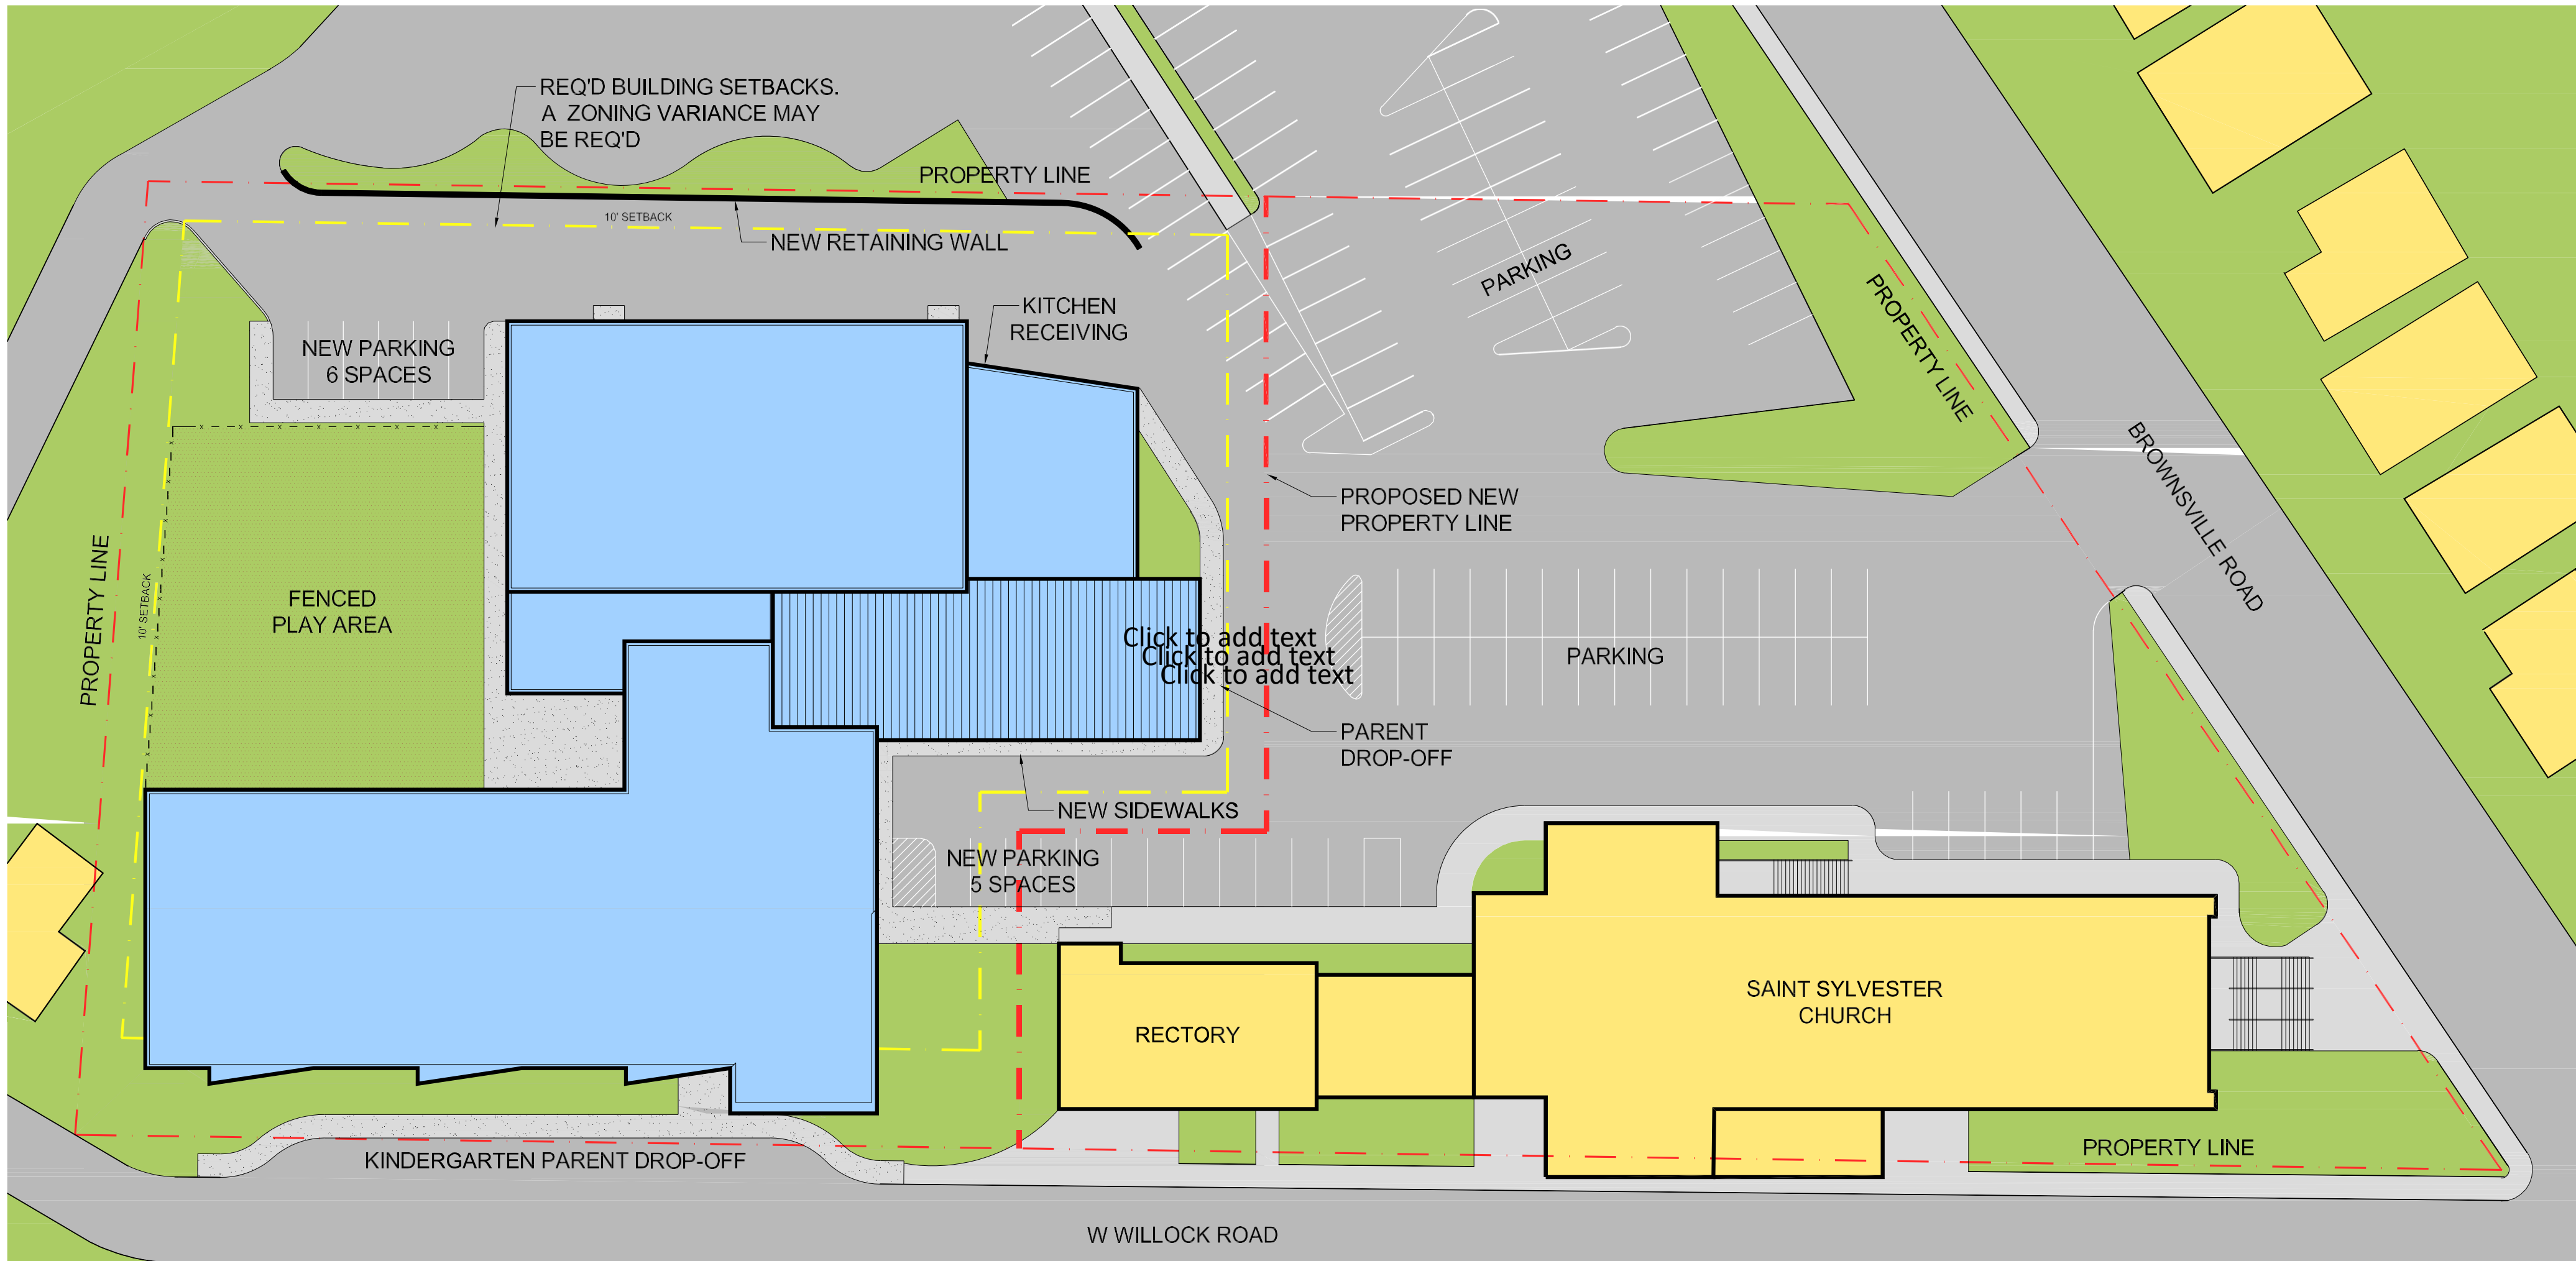 REQ'D BUILDING SETBACKS.
A ZONING VARIANCE MAY
BE REQ'D
PROPERTY LINE
10' SETBACK
NEW RETAINING WALL
KITCHEN
RECEIVING
NEW PARKING
6 SPACES
PARKING
PROPERTY LINE
BROWNSVILLE ROAD
PROPOSED NEW
PROPERTY LINE
PROPERTY LINE
10' SETBACK
FENCED
PLAY AREA
Click to add text
Click to add text
Click to add text
PARKING
PARENT
DROP-OFF
NEW SIDEWALKS
NEW PARKING
5 SPACES
SAINT SYLVESTER
CHURCH
RECTORY
PROPERTY LINE
KINDERGARTEN PARENT DROP-OFF
W WILLOCK ROAD